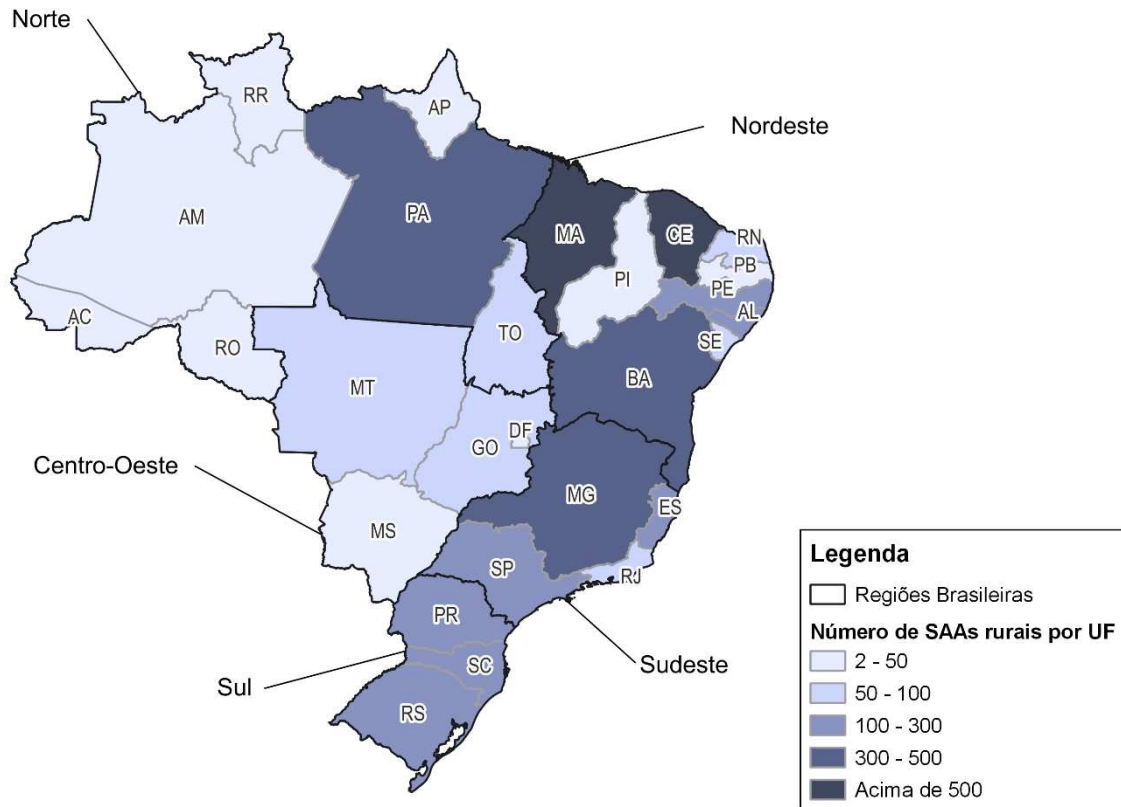 Norte
RR
AP
Nordeste
AM
PA
MA
CE
RN
PB
PI
PE
AL
AC
RO
TO
SE
MT
BA
DF
GO
Centro-Oeste
MG
ES
MS
SP
RJ
PR
Sudeste
SC
Sul
RS
Legenda
Regiões Brasileiras
Número de SAAs rurais por UF
2 - 50
50 - 100
100 - 300
300 - 500
Acima de 500